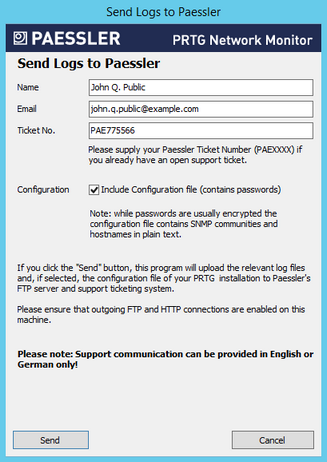 Send Logs to Paessler
PAESSLER PRTG Network Monitor
Send Logs to Paessler
Name John Q. Public
Email john.q.public@example.com
Ticket No. PAE775566
Please supply your Paessler Ticket Number (PAEXXXX) if
you already have an open support ticket.
Configuration Include Configuration file (contains passwords)
Note: while passwords are usually encrypted the
configuration file contains SNMP communities and
hostnames in plain text.
If you click the "Send" button, this program will upload the relevant log files
and, if selected, the configuration file of your PRTG installation to Paessler's
FTP server and support ticketing system.
Please ensure that outgoing FTP and HTTP connections are enabled on this
machine.
Please note: Support communication can be provided in English or
German only!
Send Cancel